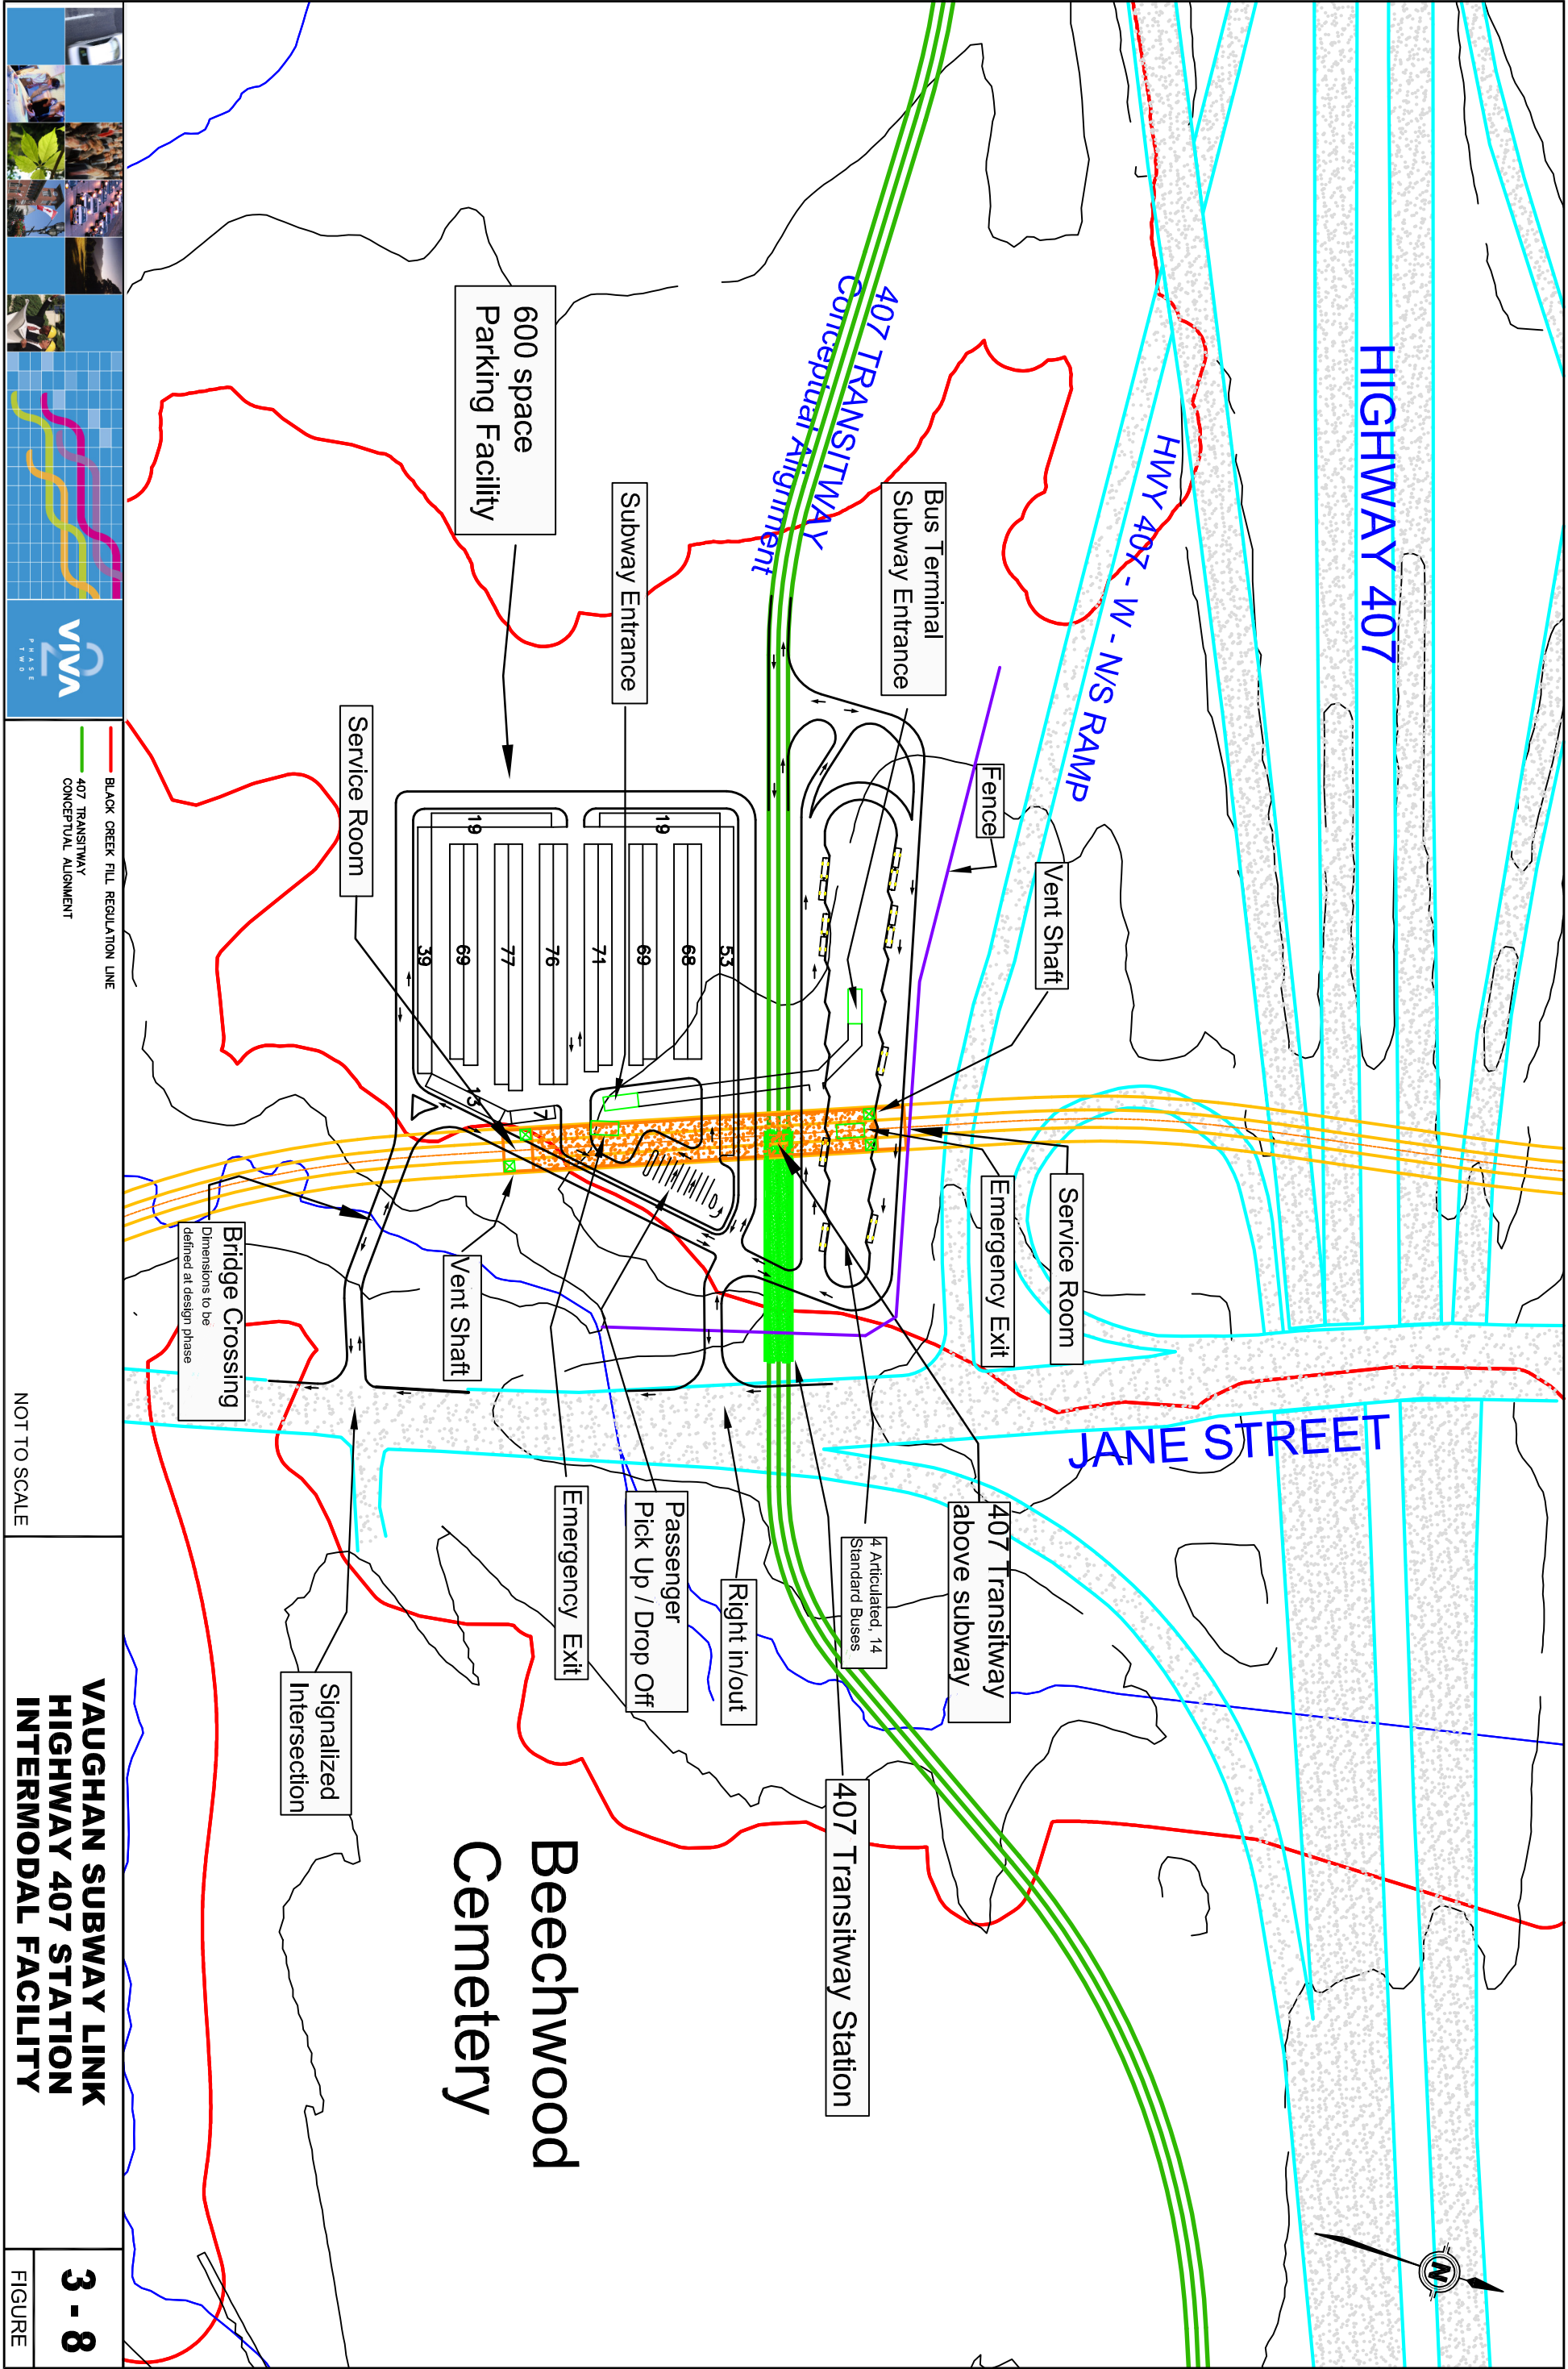 HIGHWAY 407
HWY 407 - W - N/S RAMP
407 TRANSITWAY
Conceptual Alignment
JANE STREET
N
Bus Terminal
Subway Entrance
Fence
Vent Shaft
Service Room
Emergency Exit
407 Transitway
above subway
4 Articulated, 14
Standard Buses
407 Transitway Station
Right in/out
Passenger
Pick Up / Drop Off
Emergency Exit
Subway Entrance
600 space
Parking Facility
Service Room
Vent Shaft
Bridge Crossing
Dimensions to be
defined at design phase
Signalized
Intersection
Beechwood
Cemetery
19
19
53
68
69
71
76
77
69
39
13
7
VIVA
2
PHASE
TWO
BLACK CREEK FILL REGULATION LINE
407 TRANSITWAY
CONCEPTUAL ALIGNMENT
NOT TO SCALE
VAUGHAN SUBWAY LINK
HIGHWAY 407 STATION
INTERMODAL FACILITY
3 - 8
FIGURE